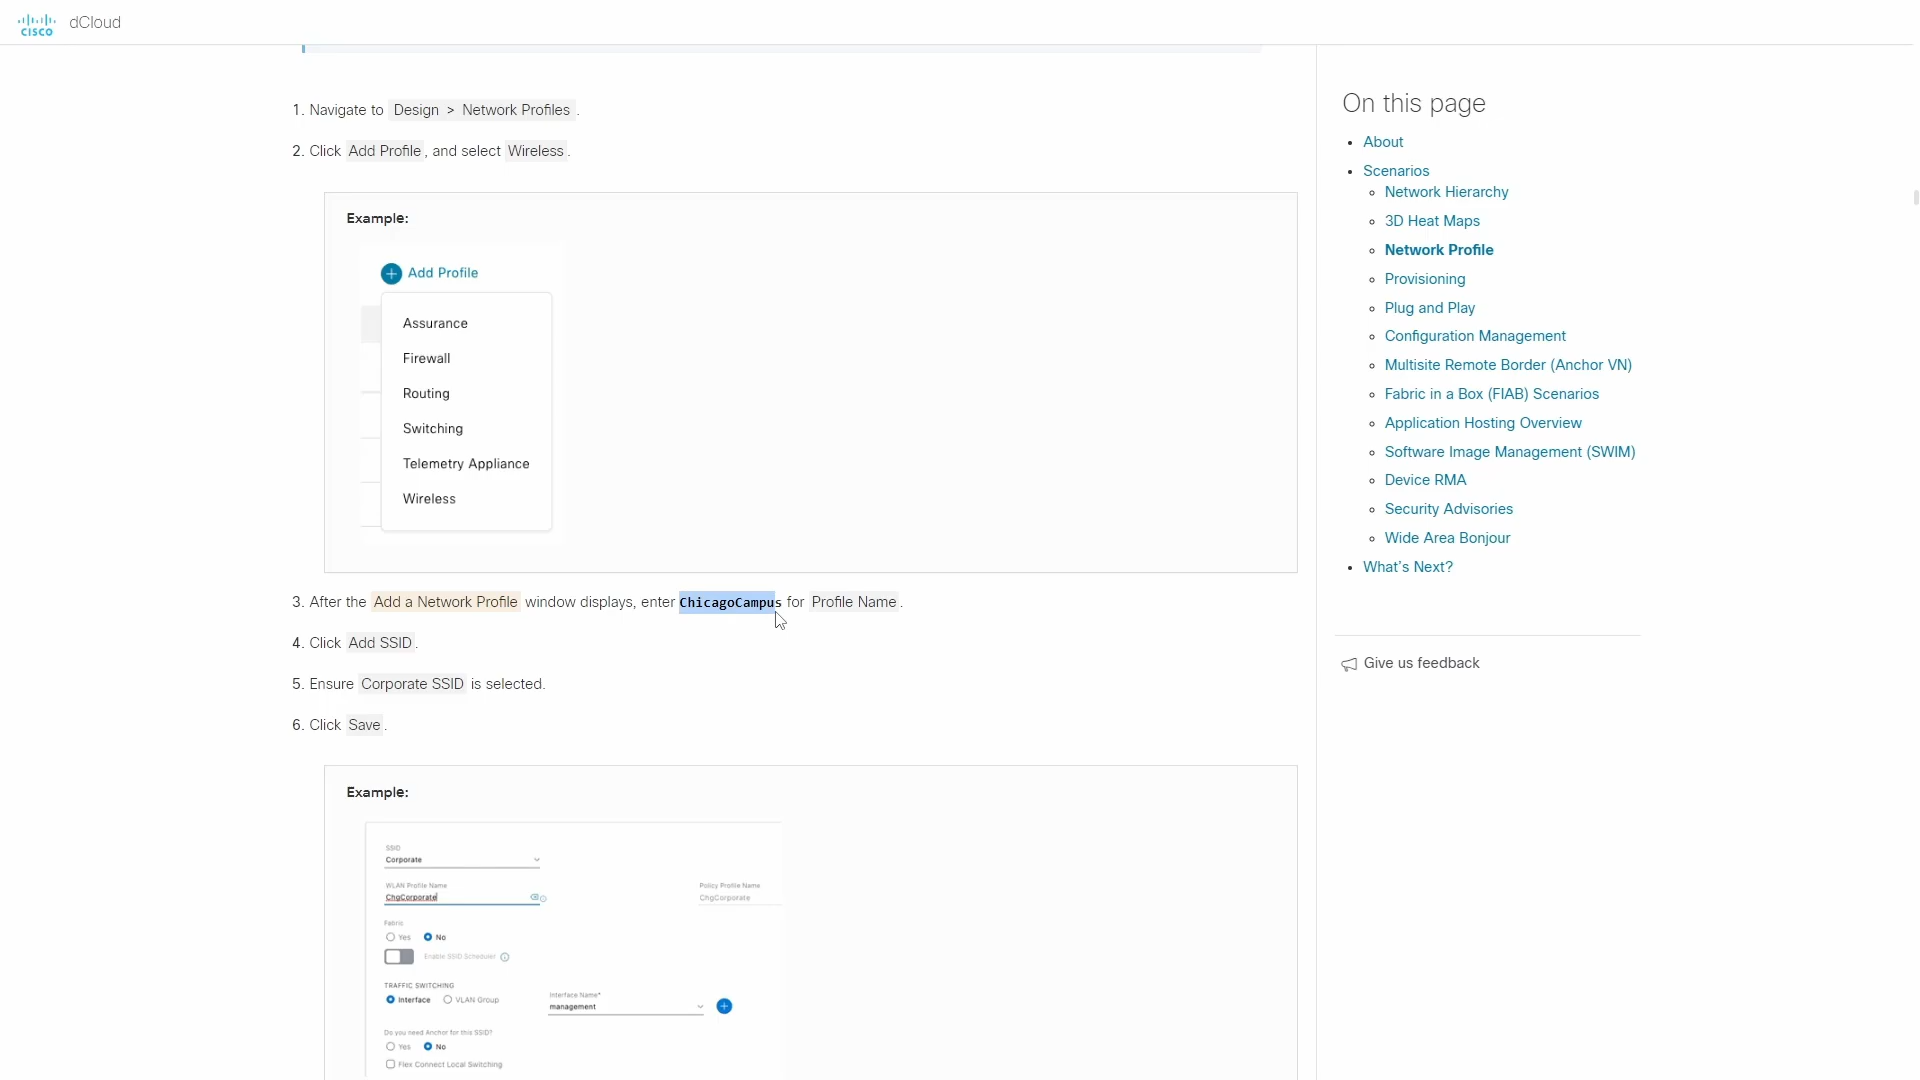 cisco
dCloud
1. Navigate to Design > Network Profiles .
2. Click Add Profile , and select Wireless .
Example:
Add Profile
Assurance
Firewall
Routing
Switching
Telemetry Appliance
Wireless
3. After the Add a Network Profile window displays, enter ChicagoCampus for Profile Name .
4. Click Add SSID .
5. Ensure Corporate SSID is selected.
6. Click Save .
Example:
SSID
Corporate
WLAN Profile Name
Policy Profile Name
ChgCorporate
ChgCorporate
Fabric
Yes No
Enable SSID Scheduler
TRAFFIC SWITCHING
Interface VLAN Group
Interface Name*
management
Do you need Anchor for this SSID?
Yes No
Flex Connect Local Switching
On this page
About
Scenarios
Network Hierarchy
3D Heat Maps
Network Profile
Provisioning
Plug and Play
Configuration Management
Multisite Remote Border (Anchor VN)
Fabric in a Box (FIAB) Scenarios
Application Hosting Overview
Software Image Management (SWIM)
Device RMA
Security Advisories
Wide Area Bonjour
What's Next?
Give us feedback